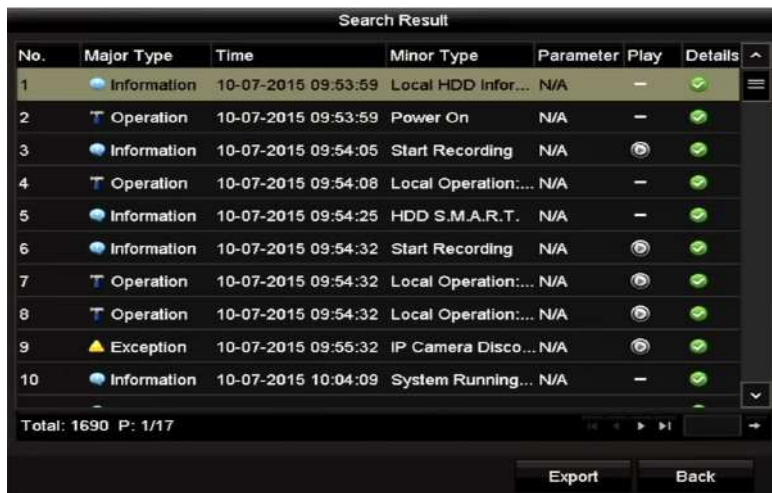 Search Result
No. Major Type Time Minor Type Parameter Play Details
1 Information 10-07-2015 09:53:59 Local HDD Infor... N/A –
2 Operation 10-07-2015 09:53:59 Power On N/A –
3 Information 10-07-2015 09:54:05 Start Recording N/A
4 Operation 10-07-2015 09:54:08 Local Operation:... N/A –
5 Information 10-07-2015 09:54:25 HDD S.M.A.R.T. N/A –
6 Information 10-07-2015 09:54:32 Start Recording N/A
7 Operation 10-07-2015 09:54:32 Local Operation:... N/A
8 Operation 10-07-2015 09:54:32 Local Operation:... N/A
9 Exception 10-07-2015 09:55:32 IP Camera Disco... N/A
10 Information 10-07-2015 10:04:09 System Running... N/A –
Total: 1690 P: 1/17
Export Back